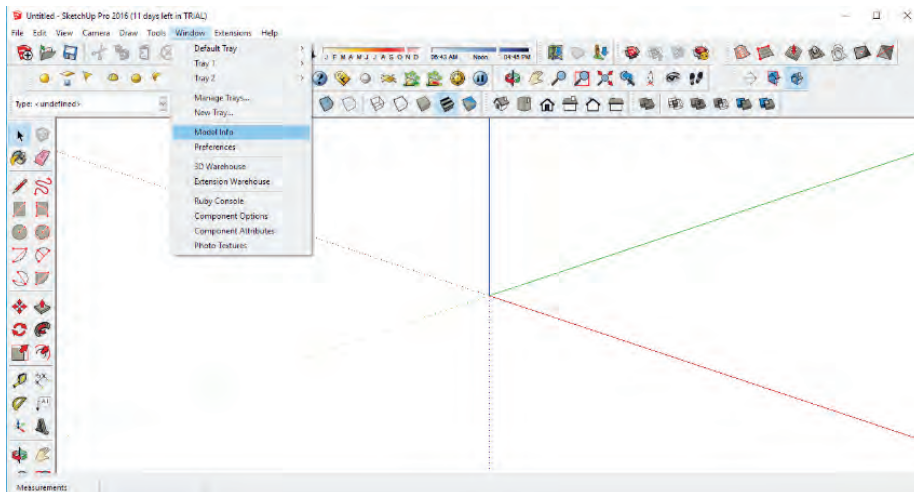 Untitled - SketchUp Pro 2016 (11 days left in TRIAL)
File Edit View Camera Draw Tools Window Extensions Help
Default Tray
Tray 1
Tray 2
Manage Trays...
New Tray...
Model Info
Preferences
3D Warehouse
Extension Warehouse
Ruby Console
Component Options
Component Attributes
Photo Textures
J F M A M J J A S O N D 06:43 AM Noon 04:45 PM
Type: <undefined>
Measurements